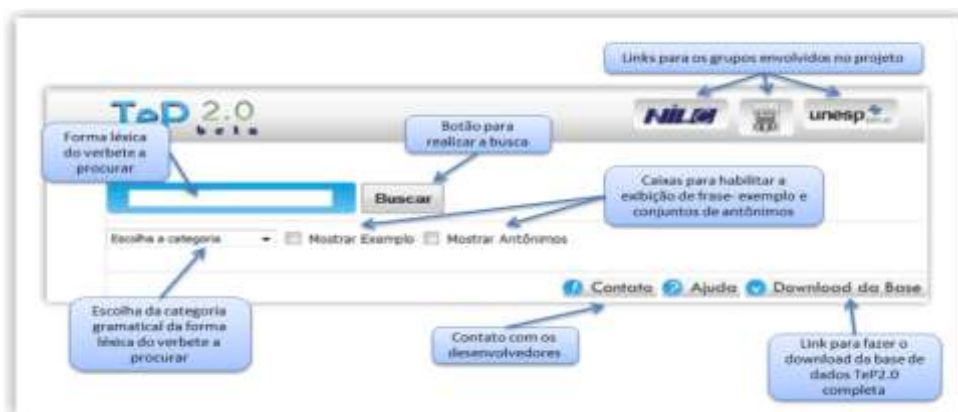 Links para os grupos envolvidos no projeto
TeP 2.0
beta
NILC
unesp
Forma léxica
do verbete a
procurar
Botão para
realizar a busca
Caixas para habilitar a
exibição de frase- exemplo e
conjuntos de antônimos
Buscar
Escolha a categoria
Mostrar Exemplo
Mostrar Antônimos
Contato
Ajuda
Download da Base
Escolha da categoria
gramatical da forma
léxica do verbete a
procurar
Contato com os
desenvolvedores
Link para fazer o
download da base de
dados TeP2.0
completa